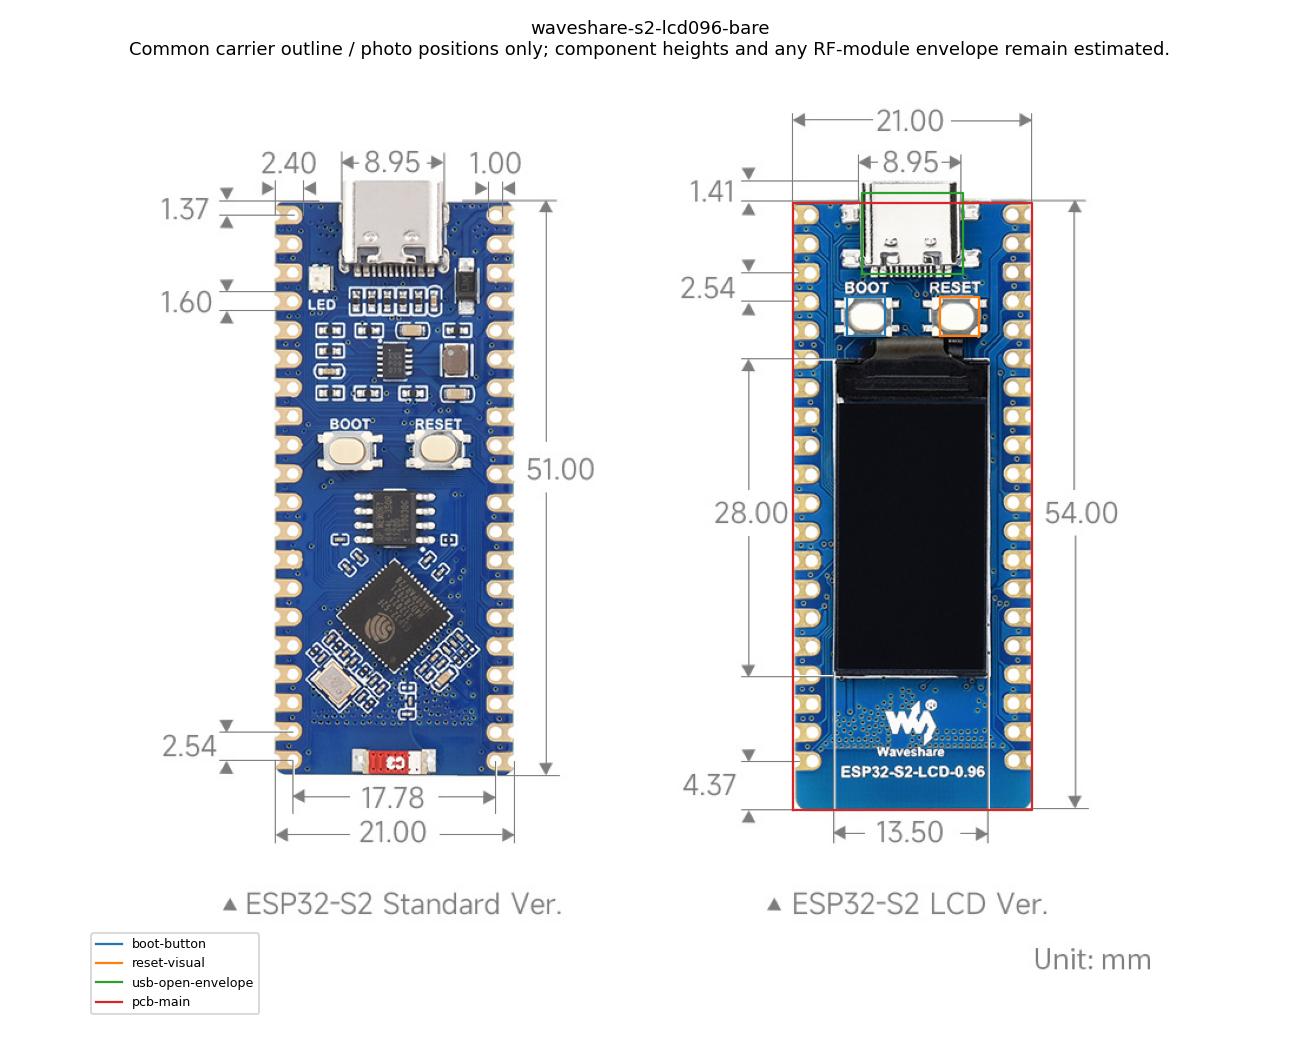 waveshare-s2-lcd096-bare
Common carrier outline / photo positions only; component heights and any RF-module envelope remain estimated.
21.00
2.40
8.95
1.00
8.95
1.37
1.41
1.60
LED
2.54
BOOT
RESET
BOOT
RESET
51.00
28.00
54.00
2.54
Waveshare
ESP32-S2-LCD-0.96
4.37
17.78
21.00
13.50
▲ ESP32-S2 Standard Ver.
▲ ESP32-S2 LCD Ver.
boot-button
reset-visual
usb-open-envelope
pcb-main
Unit: mm